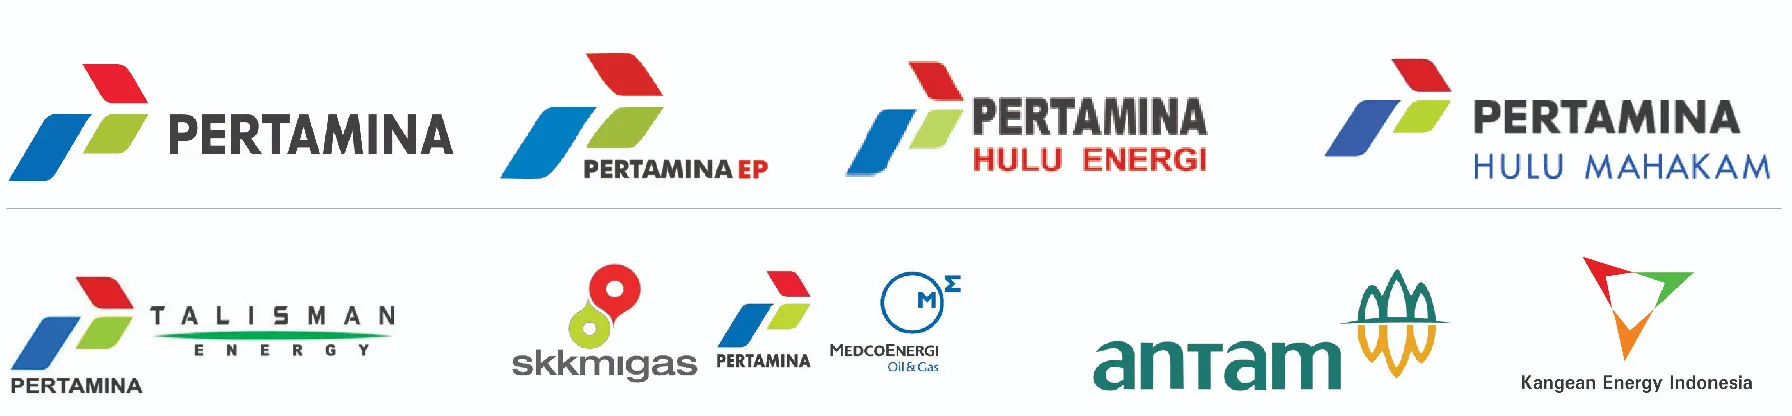 PERTAMINA
PERTAMINA EP
PERTAMINA
HULU ENERGI
PERTAMINA
HULU MAHAKAM
PERTAMINA
TALISMAN
ENERGY
skkmigas
PERTAMINA
ME
MEDCOENERGI
Oil & Gas
antam
Kangean Energy Indonesia